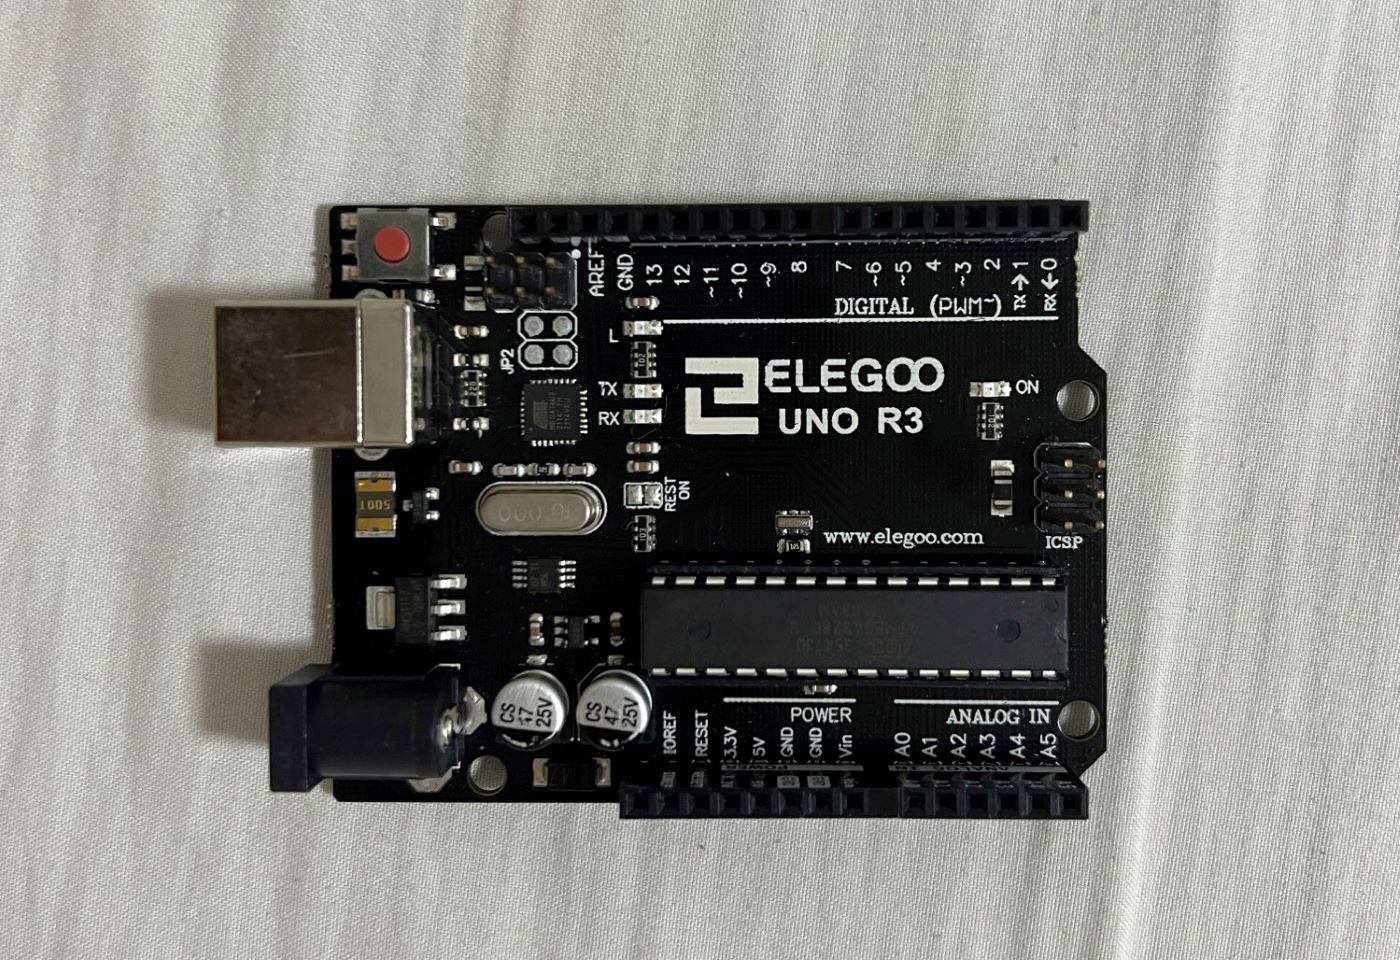 AREF
GND
13
12
~11
~10
~9
8
7
~6
~5
4
~3
2
TX→1
RX←0
DIGITAL (PWM~)
L
JP2
TX
RX
ELEGOO
UNO R3
ON
REST
ON
www.elegoo.com
ICSP
16.000
CS
47
25V
CS
47
25V
POWER
ANALOG IN
IOREF
RESET
3.3V
5V
GND
GND
Vin
A0
A1
A2
A3
A4
A5